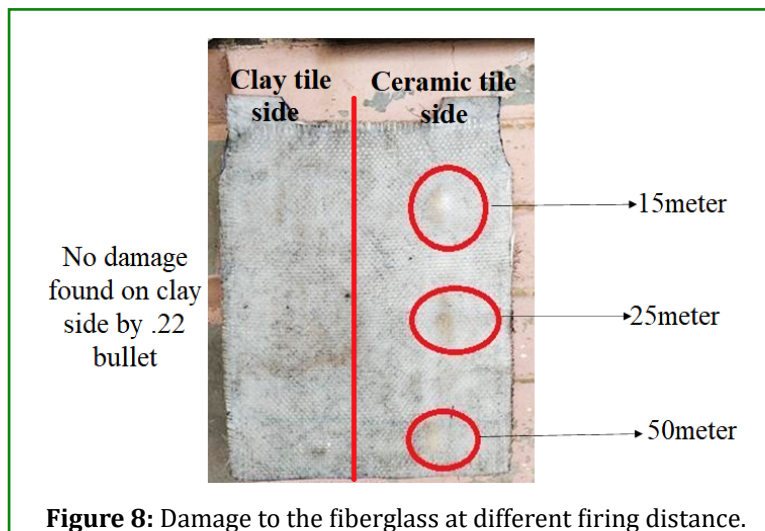 Clay tile
side
Ceramic tile
side
No damage
found on clay
side by .22
bullet
15meter
25meter
50meter
Figure 8: Damage to the fiberglass at different firing distance.